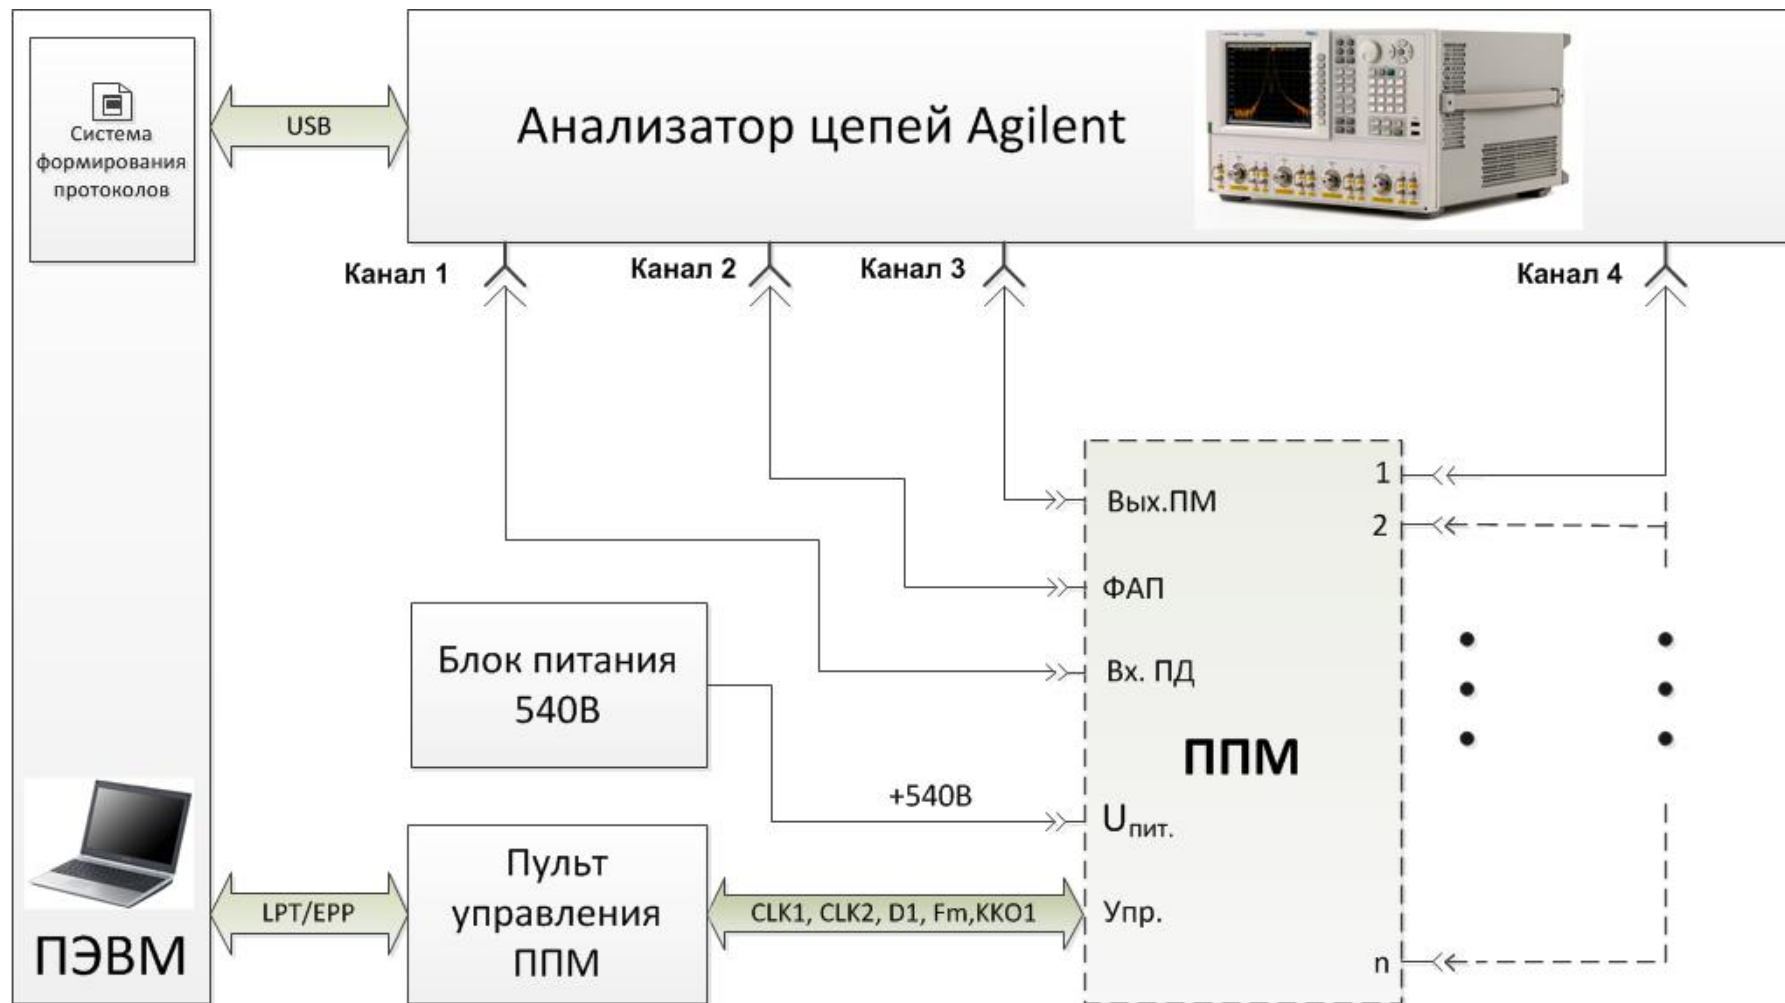 Система
формирования
протоколов
USB
Анализатор цепей Agilent
Канал 1
Канал 2
Канал 3
Канал 4
1
2
n
Вых.ПМ
ФАП
Вх. ПД
ППМ
Uпит.
Упр.
Блок питания
540В
+540В
Пульт
управления
ППМ
LPT/EPP
CLK1, CLK2, D1, Fm,KKO1
ПЭВМ